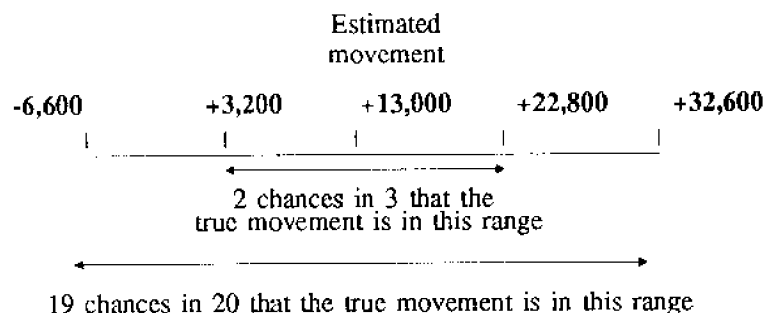 Estimated
movement
-6,600 +3,200 +13,000 +22,800 +32,600
2 chances in 3 that the
true movement is in this range
19 chances in 20 that the true movement is in this range